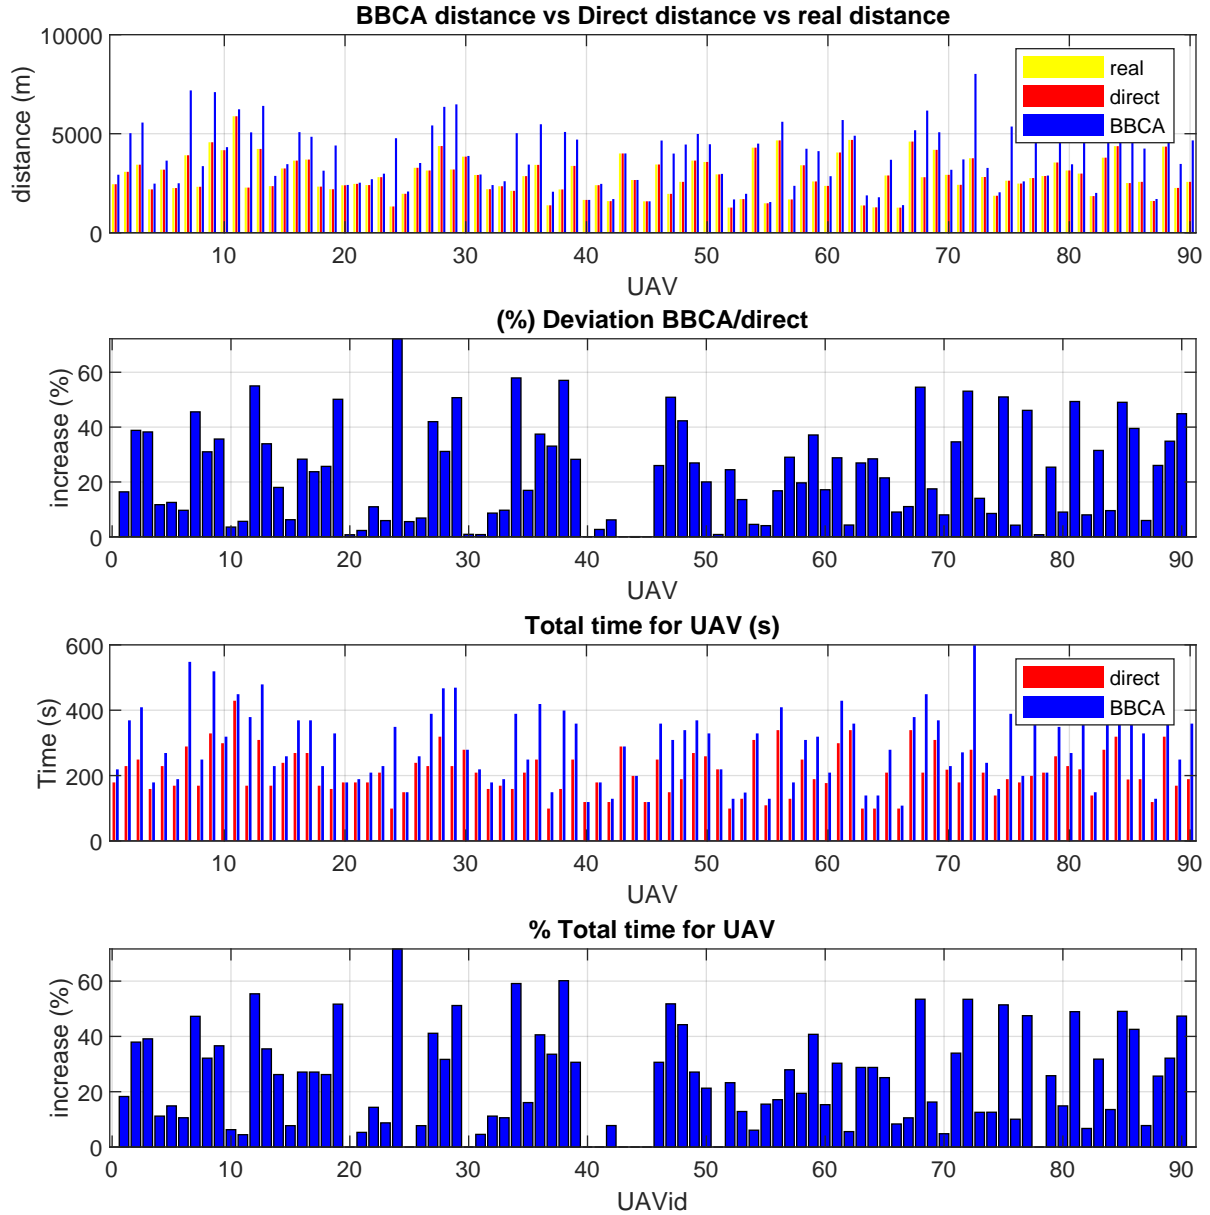 BBCA distance vs Direct distance vs real distance
distance (m)
10000
5000
0
real
direct
BBCA
10 20 30 40 50 60 70 80 90
UAV
(%) Deviation BBCA/direct
increase (%)
60
40
20
0
0 10 20 30 40 50 60 70 80 90
UAV
Total time for UAV (s)
Time (s)
600
400
200
0
direct
BBCA
10 20 30 40 50 60 70 80 90
UAV
% Total time for UAV
increase (%)
60
40
20
0
0 10 20 30 40 50 60 70 80 90
UAVid